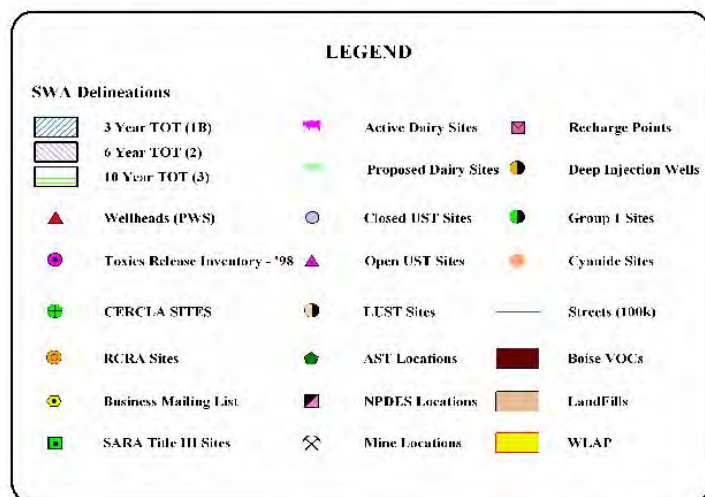 LEGEND
SWA Delineations
3 Year TOT (1B)
6 Year TOT (2)
10 Year TOT (3)
Wellheads (PWS)
Toxics Release Inventory - '98
CERCLA SITES
RCRA Sites
Business Mailing List
SARA Title III Sites
Active Dairy Sites
Proposed Dairy Sites
Closed UST Sites
Open UST Sites
LUST Sites
AST Locations
NPDES Locations
Mine Locations
Recharge Points
Deep Injection Wells
Group 1 Sites
Cyanide Sites
Streets (100k)
Boise VOCs
LandFills
WLAP